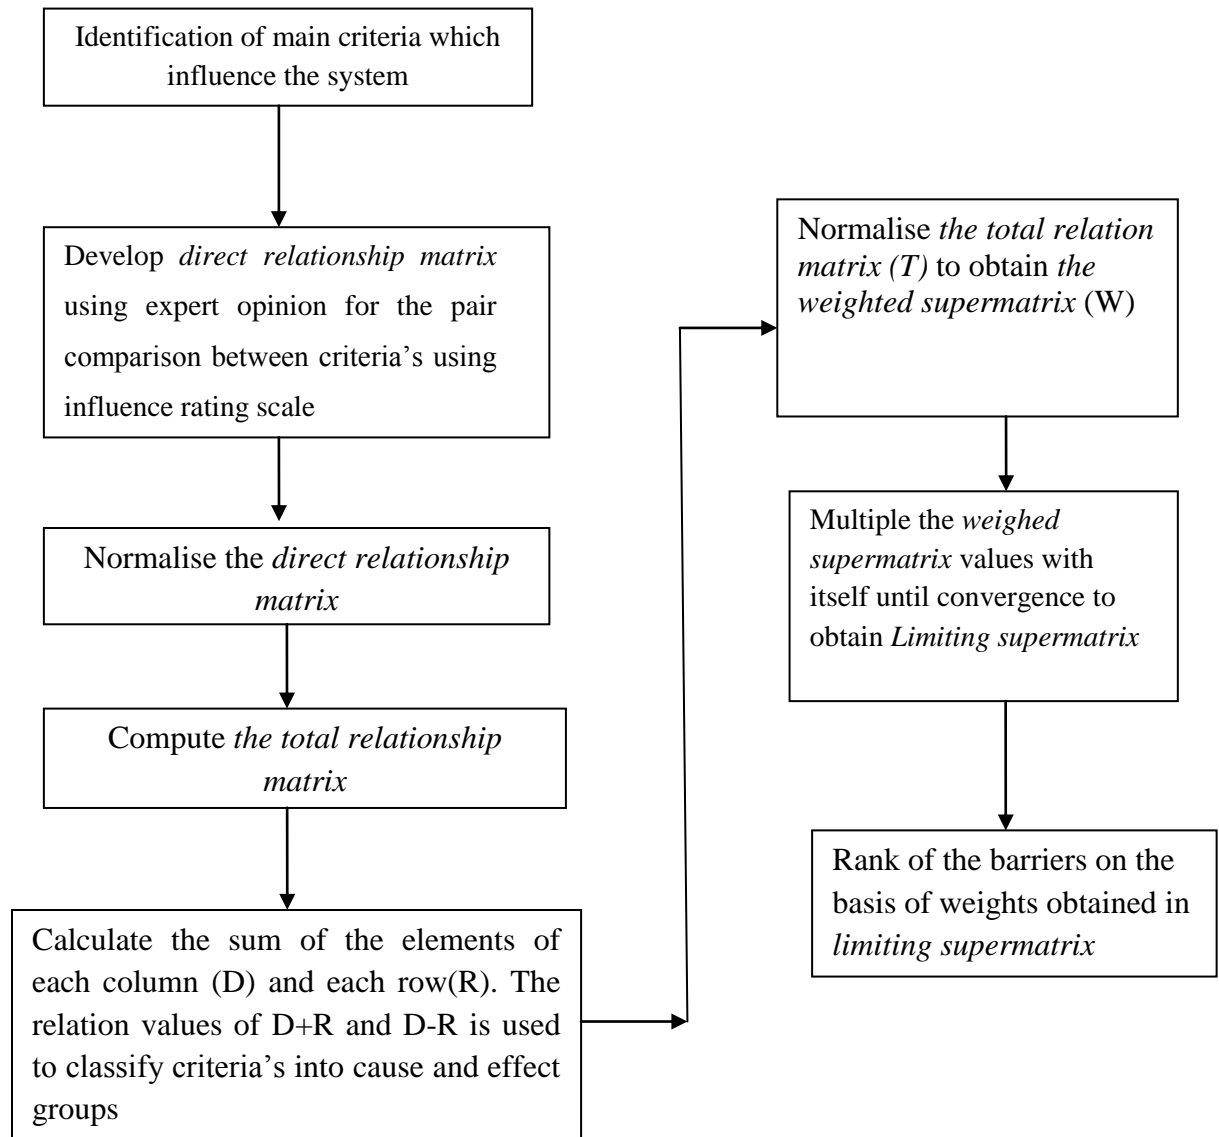 Identification of main criteria which
influence the system
Develop direct relationship matrix
using expert opinion for the pair
comparison between criteria’s using
influence rating scale
Normalise the direct relationship
matrix
Compute the total relationship
matrix
Calculate the sum of the elements of
each column (D) and each row(R). The
relation values of D+R and D-R is used
to classify criteria’s into cause and effect
groups
Normalise the total relation
matrix (T) to obtain the
weighted supermatrix (W)
Multiple the weighed
supermatrix values with
itself until convergence to
obtain Limiting supermatrix
Rank of the barriers on the
basis of weights obtained in
limiting supermatrix